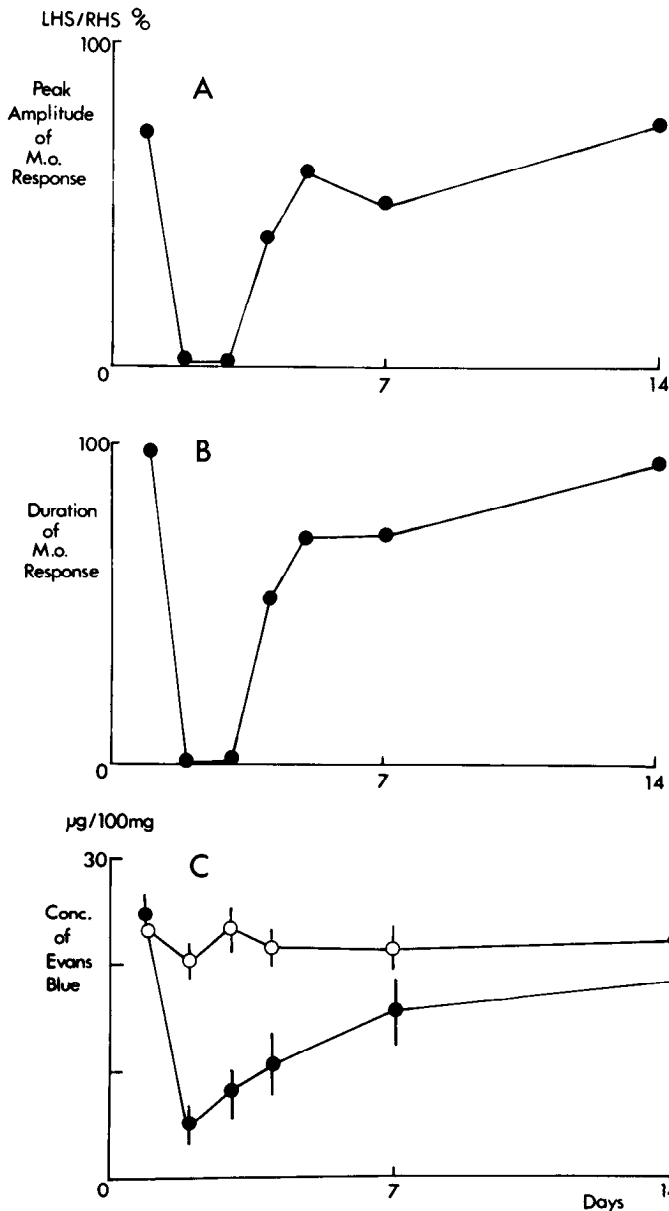 LHS/RHS %
100
A
Peak
Amplitude
of
M.o.
Response
0
7
14
100
B
Duration
of
M.o.
Response
0
7
14
µg/100mg
30
C
Conc.
of
Evans
Blue
0
7
Days